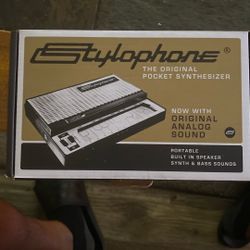 Stylophone®
THE ORIGINAL
POCKET SYNTHESIZER
NOW WITH
ORIGINAL
ANALOG
SOUND
PORTABLE
BUILT IN SPEAKER
SYNTH & BASS SOUNDS